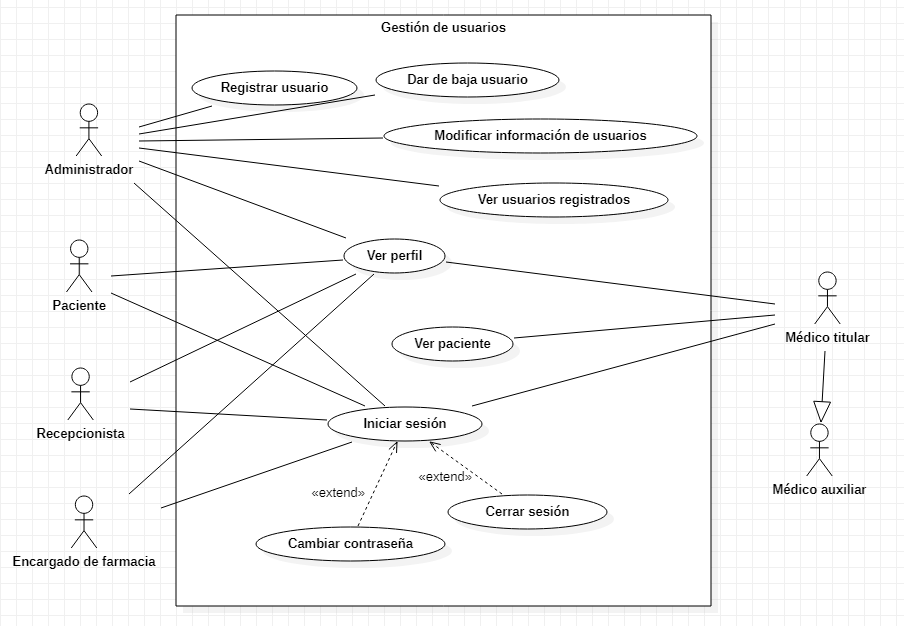 Gestión de usuarios
Registrar usuario
Dar de baja usuario
Modificar información de usuarios
Administrador
Ver usuarios registrados
Ver perfil
Paciente
Médico titular
Ver paciente
Iniciar sesión
Recepcionista
«extend»
«extend»
Médico auxiliar
Cerrar sesión
Cambiar contraseña
Encargado de farmacia